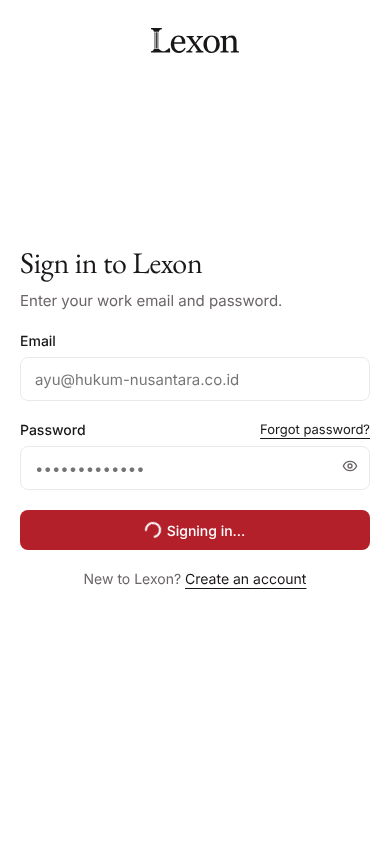 Lexon
Sign in to Lexon
Enter your work email and password.
Email
ayu@hukum-nusantara.co.id
Password Forgot password?
•••••••••••••
Signing in...
New to Lexon? Create an account